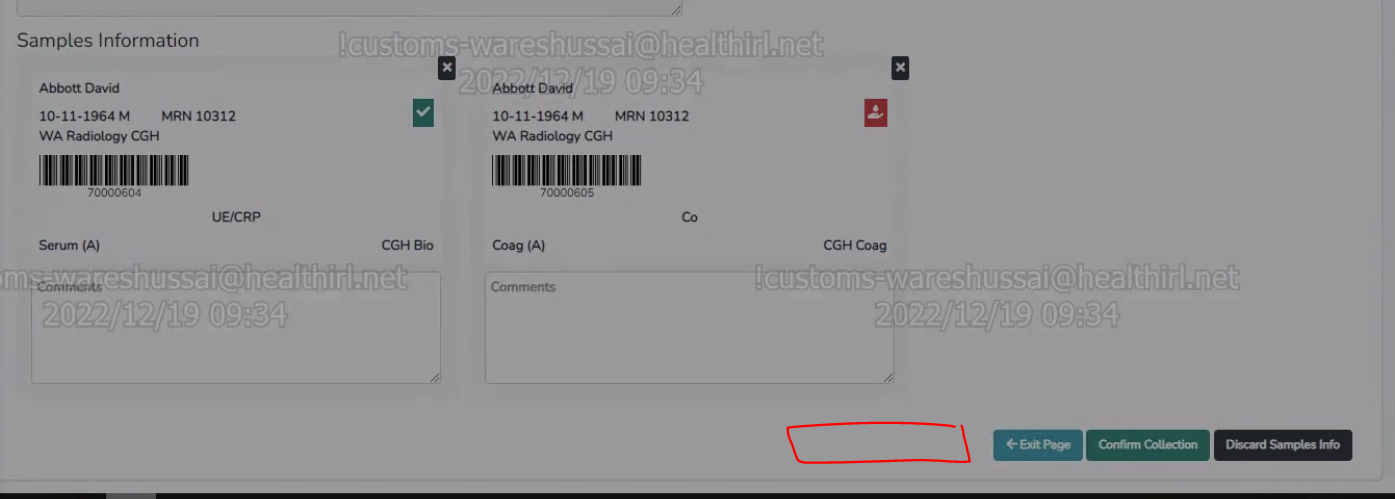 Samples Information
!customs-wareshussai@healthirl.net
2022/12/19 09:34
Abbott David
10-11-1964 M MRN 10312
WA Radiology CGH
70000604
UE/CRP
Serum (A) CGH Bio
Comments
Abbott David
10-11-1964 M MRN 10312
WA Radiology CGH
70000605
Co
Coag (A) CGH Coag
Comments
oms-wareshussai@healthirl.net
2022/12/19 09:34
!customs-wareshussai@healthirl.net
2022/12/19 09:34
Exit Page Confirm Collection Discard Samples Info